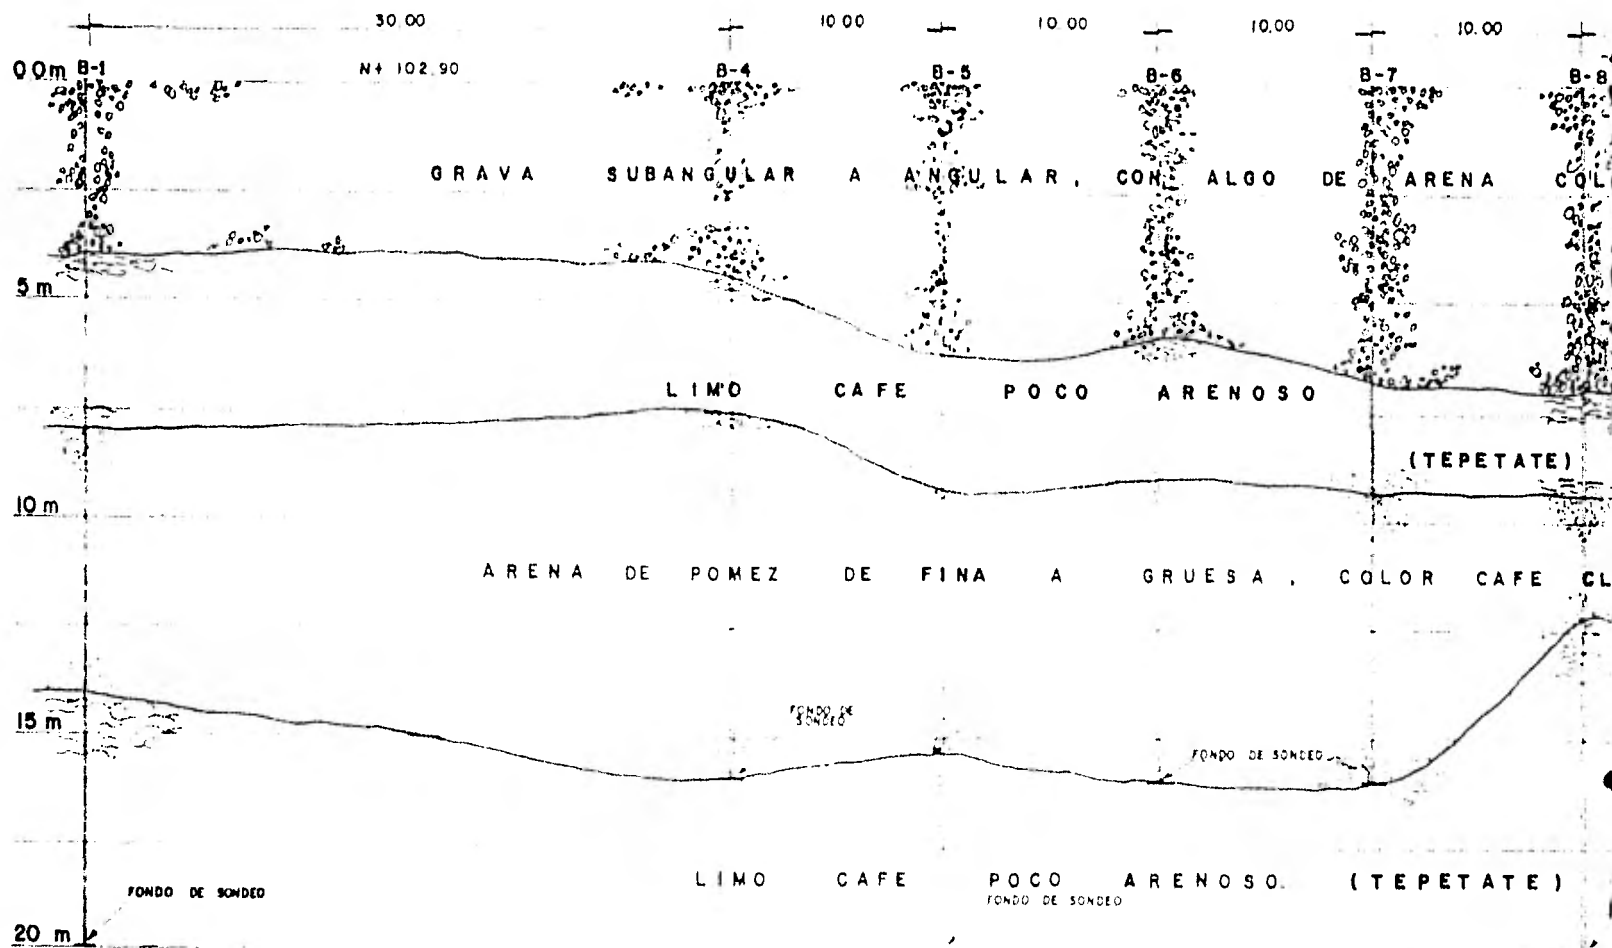 30.00 10.00 10.00 10.00 10.00
0.0m B-1 N+ 102.90 B-4 B-5 B-6 B-7 B-8
GRAVA SUBANGULAR A ANGULAR, CON ALGO DE ARENA COL
5 m
LIMO CAFE POCO ARENOSO
(TEPETATE)
10 m
ARENA DE POMEZ DE FINA A GRUESA, COLOR CAFE CL
15 m
FONDO DE
SONDEO
FONDO DE SONDEO
LIMO CAFE POCO ARENOSO. (TEPETATE)
FONDO DE SONDEO
FONDO DE SONDEO
20 m